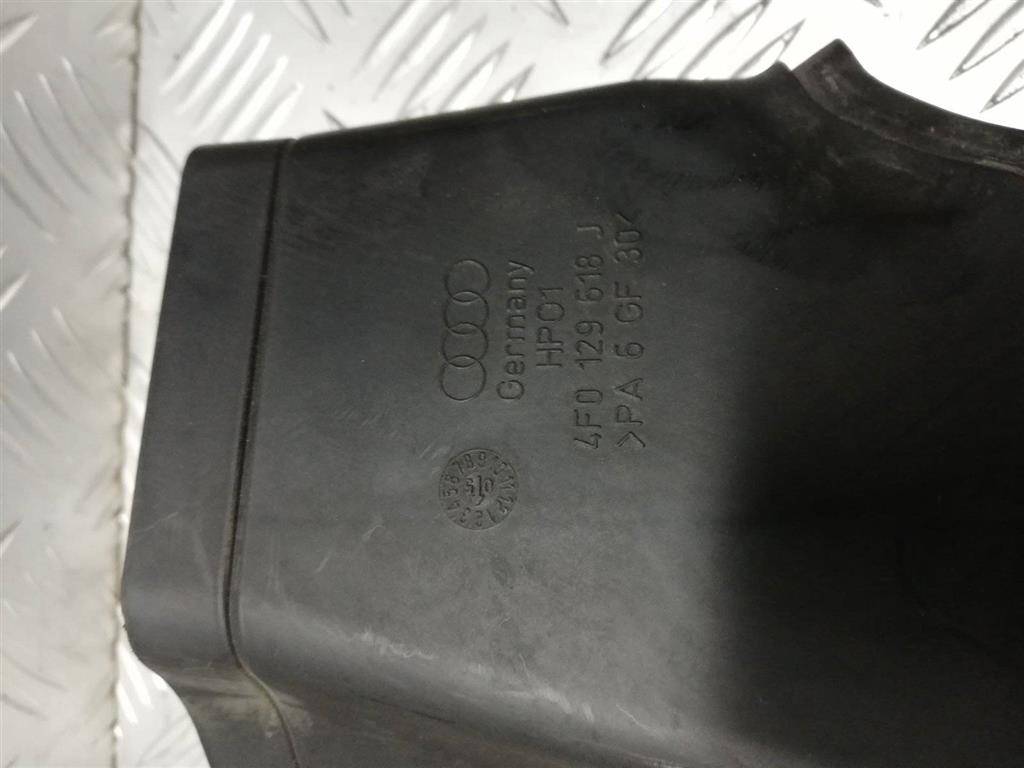 Germany
HP01
4F0 129 618 J
>PA 6 GF 30<